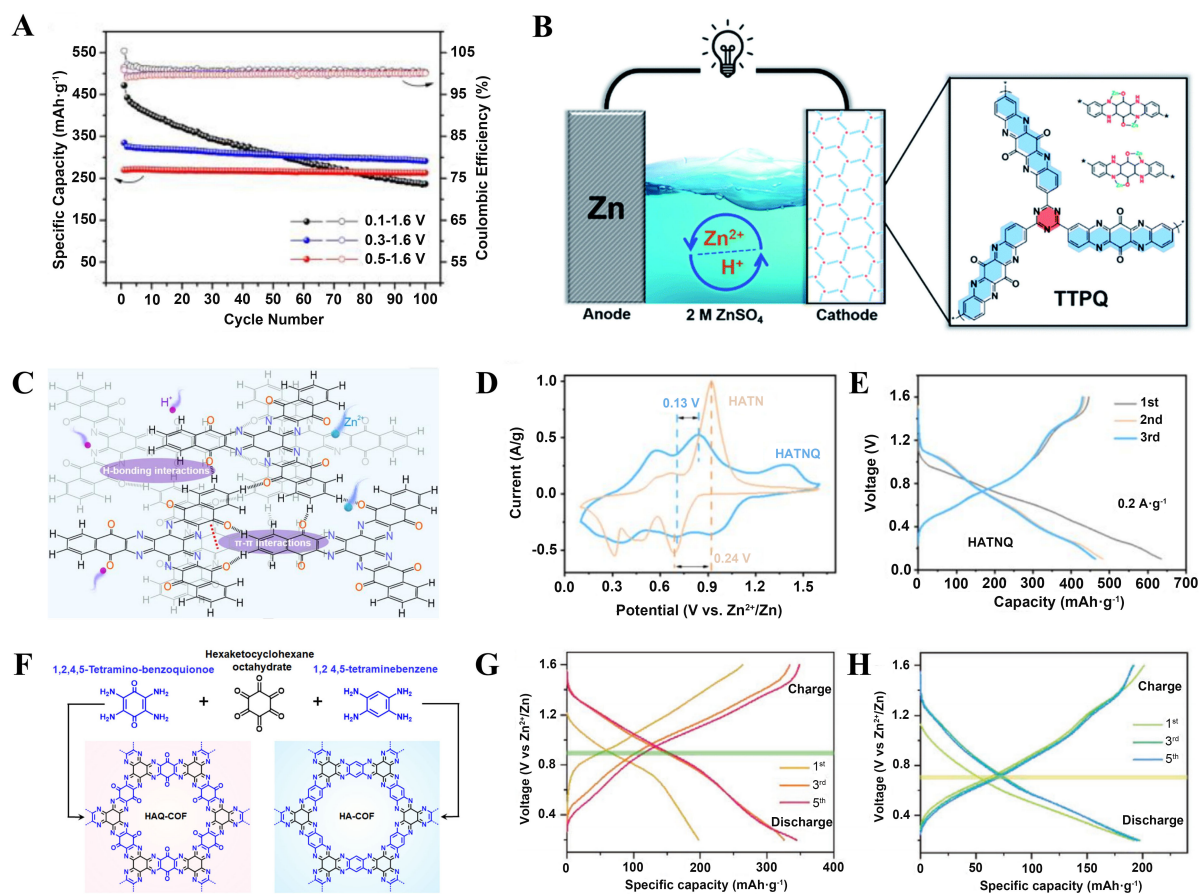 A
Specific Capacity (mAh·g⁻¹)
550
450
350
250
150
50
105
95
85
75
65
55
Coulombic Efficiency (%)
0.1-1.6 V
0.3-1.6 V
0.5-1.6 V
0 10 20 30 40 50 60 70 80 90 100
Cycle Number
B
Zn
Zn²⁺
H⁺
Anode
2 M ZnSO₄
Cathode
TTPQ
C
H⁺
Zn²⁺
H-bonding interactions
π-π interactions
D
Current (A/g)
1.0
0.5
0.0
-0.5
0.13 V
HATN
HATNQ
0.24 V
0.3 0.6 0.9 1.2 1.5
Potential (V vs. Zn²⁺/Zn)
E
Voltage (V)
2.0
1.6
1.2
0.8
0.4
0
1st
2nd
3rd
0.2 A·g⁻¹
HATNQ
0 100 200 300 400 500 600 700
Capacity (mAh·g⁻¹)
F
Hexaketocyclohexane
octahydrate
1,2,4,5-Tetramino-benzoquionoe
1,2 4,5-tetraminebenzene
NH₂
+
+
HAQ-COF
HA-COF
G
Voltage (V vs Zn²⁺/Zn)
1.6
1.2
0.8
0.4
Charge
1ˢᵗ
3ʳᵈ
5ᵗʰ
Discharge
0 100 200 300 400
Specific capacity (mAh·g⁻¹)
H
Voltage (V vs Zn²⁺/Zn)
1.6
1.2
0.8
0.4
Charge
1ˢᵗ
3ʳᵈ
5ᵗʰ
Discharge
0 50 100 150 200
Specific capacity (mAh·g⁻¹)